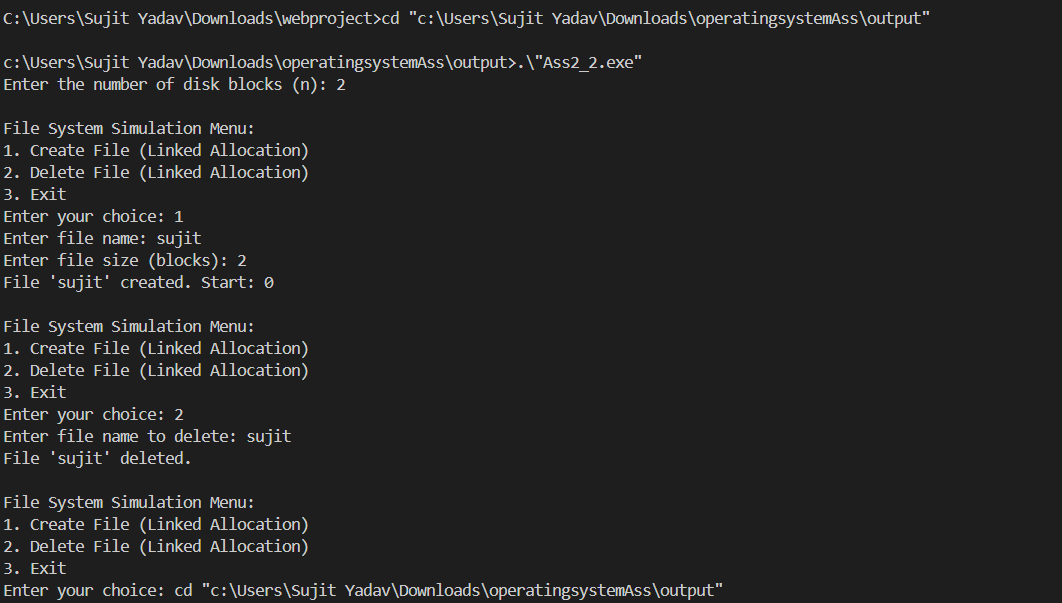 C:\Users\Sujit Yadav\Downloads\webproject>cd "c:\Users\Sujit Yadav\Downloads\operatingsystemAss\output"
c:\Users\Sujit Yadav\Downloads\operatingsystemAss\output>.\"Ass2_2.exe"
Enter the number of disk blocks (n): 2
File System Simulation Menu:
1. Create File (Linked Allocation)
2. Delete File (Linked Allocation)
3. Exit
Enter your choice: 1
Enter file name: sujit
Enter file size (blocks): 2
File 'sujit' created. Start: 0
File System Simulation Menu:
1. Create File (Linked Allocation)
2. Delete File (Linked Allocation)
3. Exit
Enter your choice: 2
Enter file name to delete: sujit
File 'sujit' deleted.
File System Simulation Menu:
1. Create File (Linked Allocation)
2. Delete File (Linked Allocation)
3. Exit
Enter your choice: cd "c:\Users\Sujit Yadav\Downloads\operatingsystemAss\output"